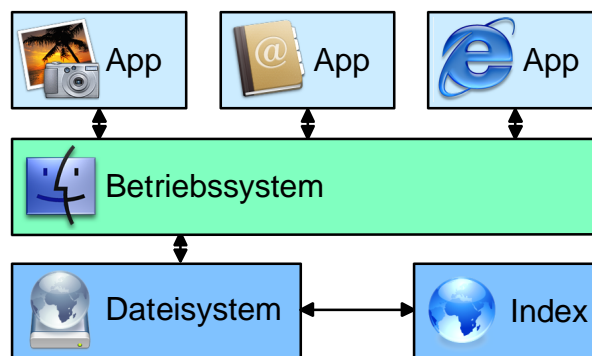 App
App
App
Betriebssystem
Dateisystem
Index